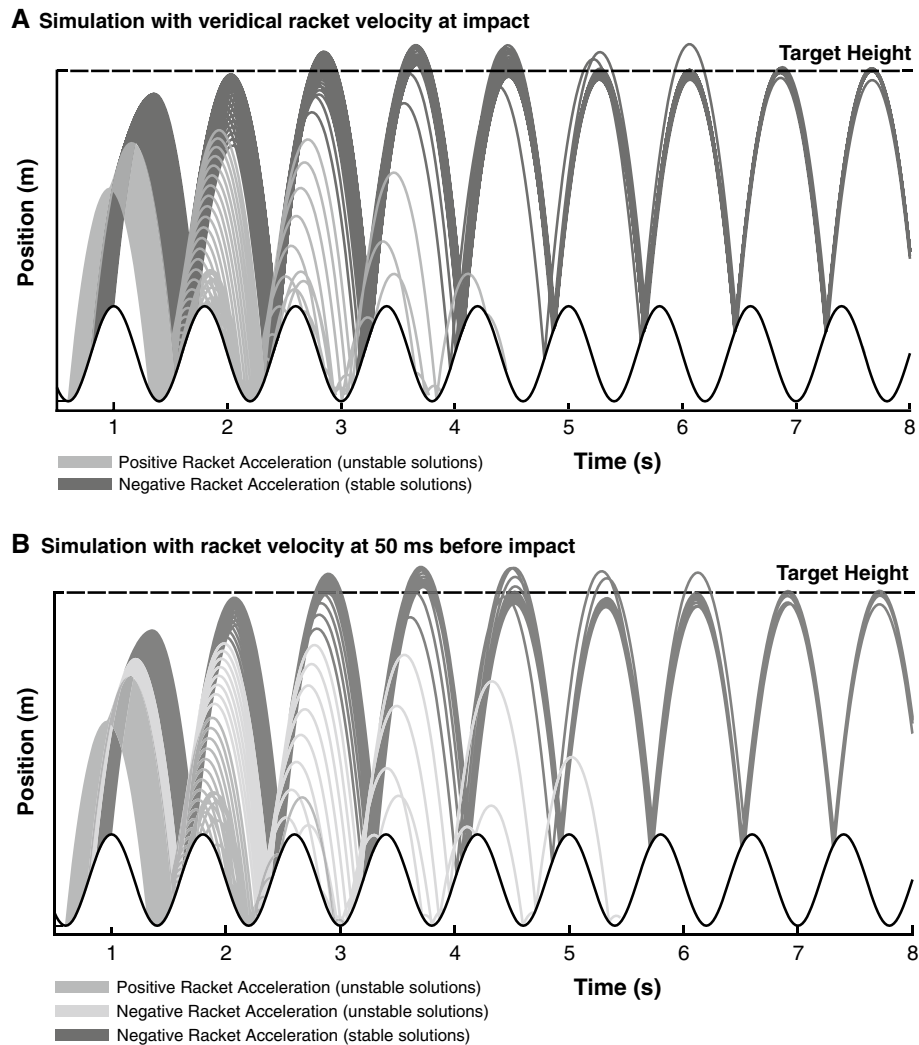 A Simulation with veridical racket velocity at impact
Target Height
Position (m)
1 2 3 4 5 6 7 8
Time (s)
Positive Racket Acceleration (unstable solutions)
Negative Racket Acceleration (stable solutions)
B Simulation with racket velocity at 50 ms before impact
Target Height
Position (m)
1 2 3 4 5 6 7 8
Time (s)
Positive Racket Acceleration (unstable solutions)
Negative Racket Acceleration (unstable solutions)
Negative Racket Acceleration (stable solutions)